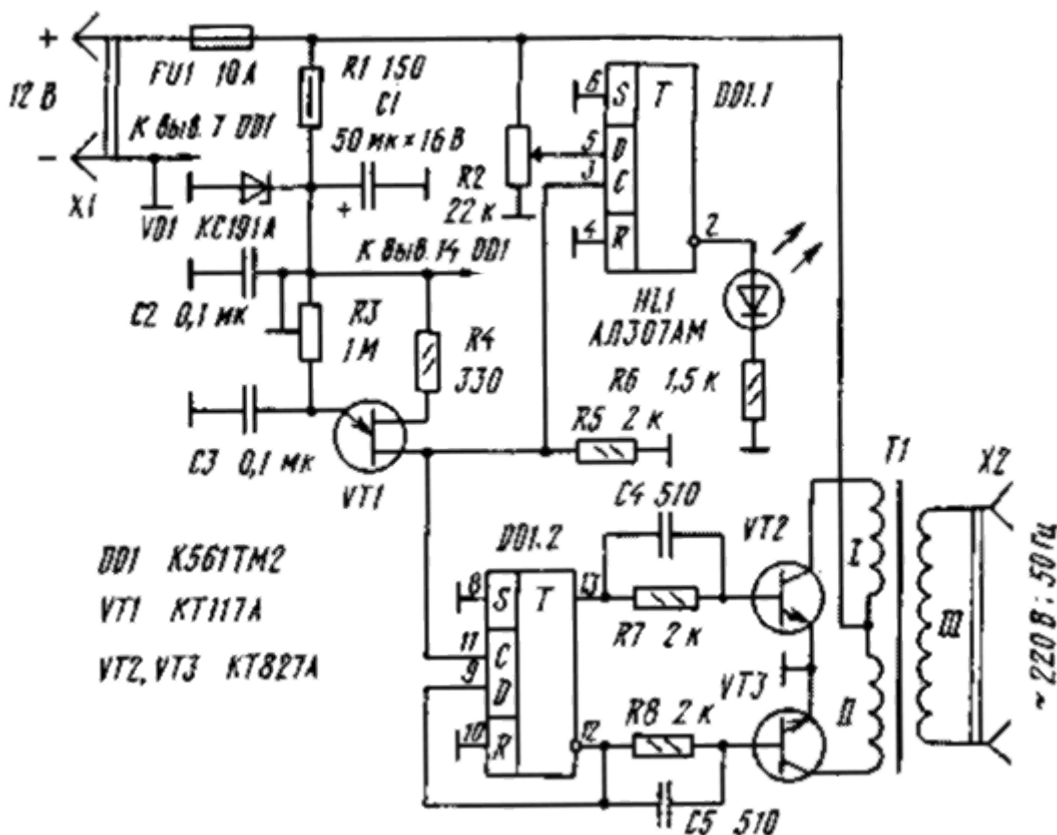 +
12 В
−
X1
FU1 10 А
К выв. 7 DD1
VD1 КС191А
R1 150
C1
50 мк × 16 В
+
R2
22 к
К выв. 14 DD1
C2 0,1 мк
R3
1 М
R4
330
C3 0,1 мк
VT1
6 S T
5 D
3 C
4 R
2
DD1.1
HL1
АЛ307АМ
R6 1,5 к
R5 2 к
C4 510
DD1.2
8 S T 13
11 C
9 D
10 R 12
R7 2 к
VT2
VT3
R8 2 к
C5 510
T1
I
II
III
X2
~ 220 В; 50 Гц
DD1 К561ТМ2
VT1 КТ117А
VT2, VT3 КТ827А